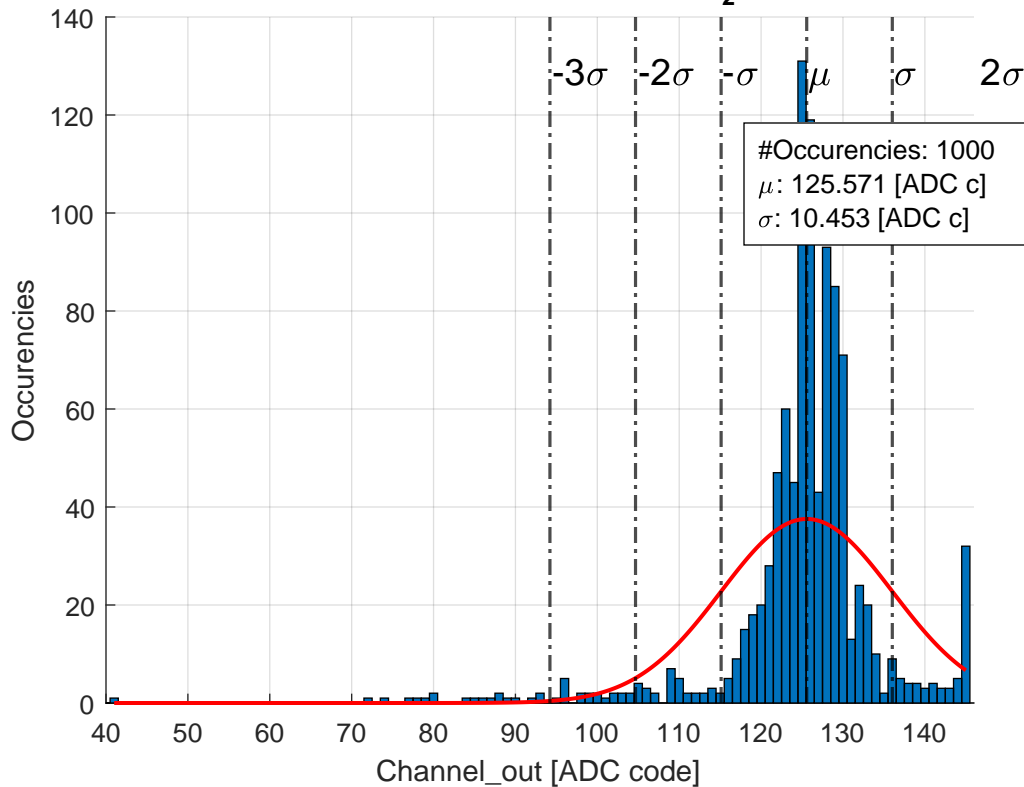 2
140
-3σ -2σ -σ μ σ 2σ
120
#Occurencies: 1000
μ: 125.571 [ADC c]
σ: 10.453 [ADC c]
100
80
60
40
20
0
Occurencies
40 50 60 70 80 90 100 110 120 130 140
Channel_out [ADC code]